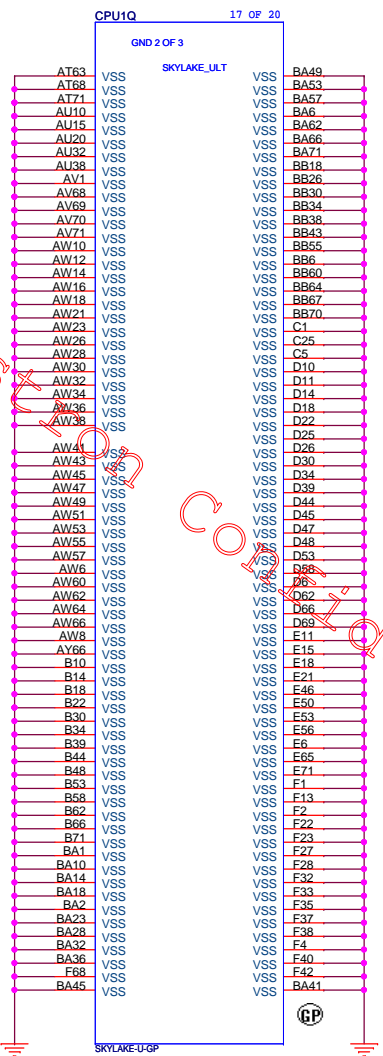 CPU1Q 17 OF 20
GND 2 OF 3
SKYLAKE_ULT
AT63 VSS VSS BA49
AT68 VSS VSS BA53
AT71 VSS VSS BA57
AU10 VSS VSS BA6
AU15 VSS VSS BA62
AU20 VSS VSS BA66
AU32 VSS VSS BA71
AU38 VSS VSS BB18
AV1 VSS VSS BB26
AV68 VSS VSS BB30
AV69 VSS VSS BB34
AV70 VSS VSS BB38
AV71 VSS VSS BB43
AW10 VSS VSS BB55
AW12 VSS VSS BB6
AW14 VSS VSS BB60
AW16 VSS VSS BB64
AW18 VSS VSS BB67
AW21 VSS VSS BB70
AW23 VSS VSS C1
AW26 VSS VSS C25
AW28 VSS VSS C5
AW30 VSS VSS D10
AW32 VSS VSS D11
AW34 VSS VSS D14
AW36 VSS VSS D18
AW38 VSS VSS D22
VSS D25
AW41 VSS VSS D26
AW43 VSS VSS D30
AW45 VSS VSS D34
AW47 VSS VSS D39
AW49 VSS VSS D44
AW51 VSS VSS D45
AW53 VSS VSS D47
AW55 VSS VSS D48
AW57 VSS VSS D53
AW6 VSS VSS D58
AW60 VSS VSS D6
AW62 VSS VSS D62
AW64 VSS VSS D66
AW66 VSS VSS D69
AW8 VSS VSS E11
AY66 VSS VSS E15
B10 VSS VSS E18
B14 VSS VSS E21
B18 VSS VSS E46
B22 VSS VSS E50
B30 VSS VSS E53
B34 VSS VSS E56
B39 VSS VSS E6
B44 VSS VSS E65
B48 VSS VSS E71
B53 VSS VSS F1
B58 VSS VSS F13
B62 VSS VSS F2
B66 VSS VSS F22
B71 VSS VSS F23
BA1 VSS VSS F27
BA10 VSS VSS F28
BA14 VSS VSS F32
BA18 VSS VSS F33
BA2 VSS VSS F35
BA23 VSS VSS F37
BA28 VSS VSS F38
BA32 VSS VSS F4
BA36 VSS VSS F40
F68 VSS VSS F42
BA45 VSS VSS BA41
GP
SKYLAKE-U-GP